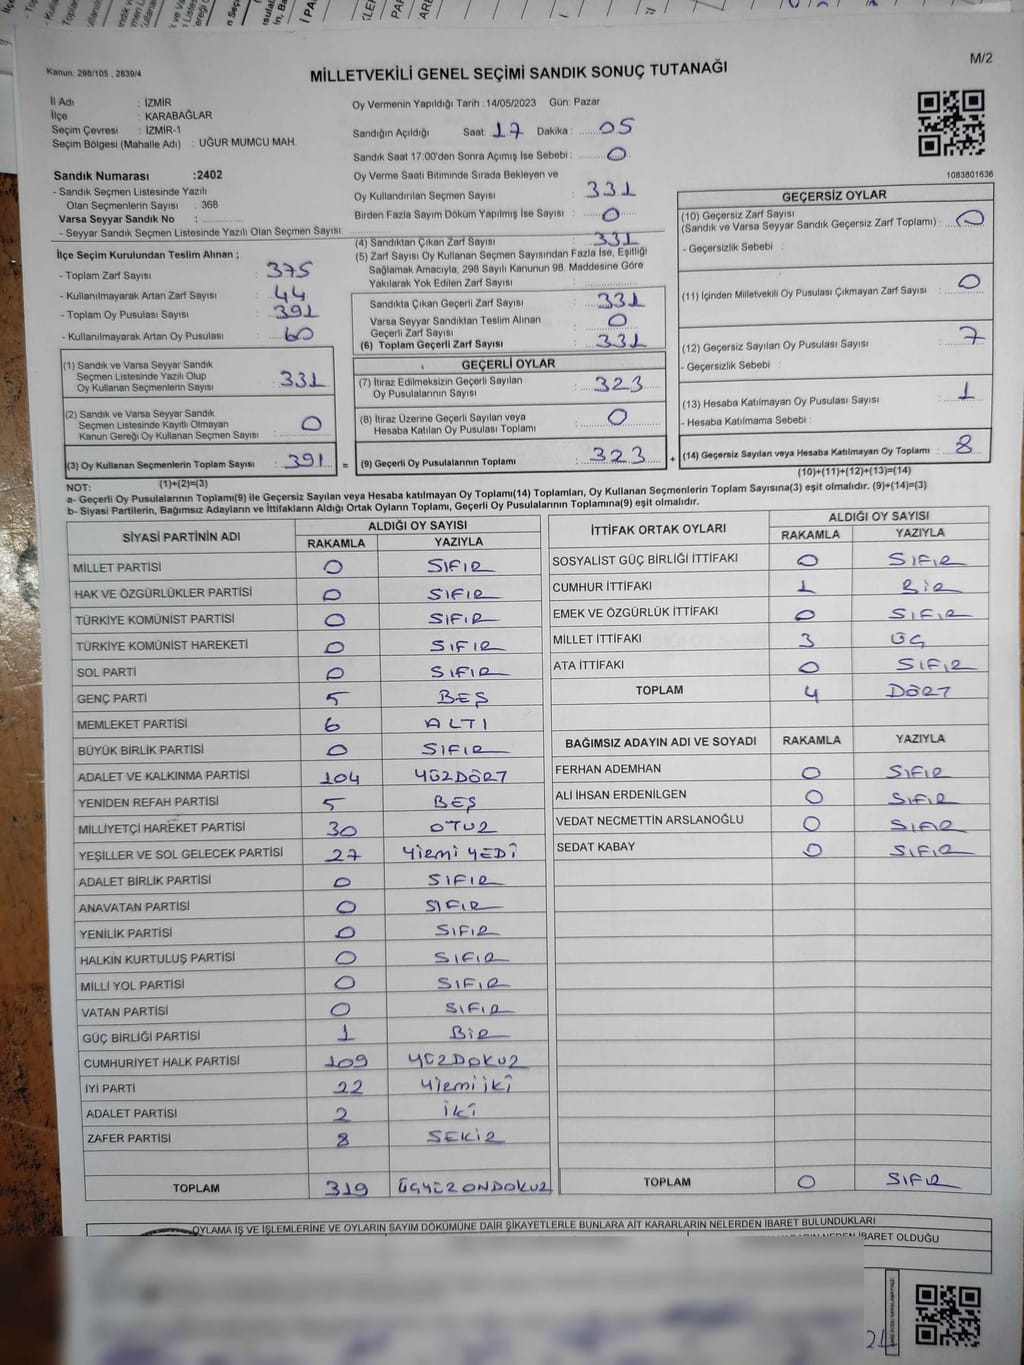 Kanun, 298/105 , 2839/4
M/2
MİLLETVEKİLİ GENEL SEÇİMİ SANDIK SONUÇ TUTANAĞI
İl Adı : İZMİR
İlçe : KARABAĞLAR
Seçim Çevresi : İZMİR-1
Seçim Bölgesi (Mahalle Adı) : UĞUR MUMCU MAH.
Sandık Numarası :2402
- Sandık Seçmen Listesinde Yazılı
Olan Seçmenlerin Sayısı : 368
Varsa Seyyar Sandık No :
- Seyyar Sandık Seçmen Listesinde Yazılı Olan Seçmen Sayısı:
İlçe Seçim Kurulundan Teslim Alınan ;
- Toplam Zarf Sayısı : 375
- Kullanılmayarak Artan Zarf Sayısı : 44
- Toplam Oy Pusulası Sayısı : 391
- Kullanılmayarak Artan Oy Pusulası : 60
(1) Sandık ve Varsa Seyyar Sandık
Seçmen Listesinde Yazılı Olup
Oy Kullanan Seçmenlerin Sayısı : 331
(2) Sandık ve Varsa Seyyar Sandık
Seçmen Listesinde Kayıtlı Olmayan
Kanun Gereği Oy Kullanan Seçmen Sayısı : 0
(3) Oy Kullanan Seçmenlerin Toplam Sayısı : 391 =
(1)+(2)=(3)
Oy Vermenin Yapıldığı Tarih :14/05/2023 Gün: Pazar
Sandığın Açıldığı Saat: 17 Dakika : 05
Sandık Saat 17:00'den Sonra Açımış İse Sebebi : 0
Oy Verme Saati Bitiminde Sırada Bekleyen ve
Oy Kullandırılan Seçmen Sayısı : 331
Birden Fazla Sayım Döküm Yapılmış İse Sayısı : 0
(4) Sandıktan Çıkan Zarf Sayısı : 331
(5) Zarf Sayısı Oy Kullanan Seçmen Sayısından Fazla İse, Eşitliği
Sağlamak Amacıyla, 298 Sayılı Kanunun 98. Maddesine Göre
Yakılarak Yok Edilen Zarf Sayısı :
Sandıkta Çıkan Geçerli Zarf Sayısı : 331
Varsa Seyyar Sandıktan Teslim Alınan
Geçerli Zarf Sayısı : 0
(6) Toplam Geçerli Zarf Sayısı : 331
GEÇERLİ OYLAR
(7) İtiraz Edilmeksizin Geçerli Sayılan
Oy Pusulalarının Sayısı : 323
(8) İtiraz Üzerine Geçerli Sayılan veya
Hesaba Katılan Oy Pusulası Toplamı : 0
(9) Geçerli Oy Pusulalarının Toplamı : 323 +
1083801636
GEÇERSİZ OYLAR
(10) Geçersiz Zarf Sayısı
(Sandık ve Varsa Seyyar Sandık Geçersiz Zarf Toplamı) : 0
- Geçersizlik Sebebi :
(11) İçinden Milletvekili Oy Pusulası Çıkmayan Zarf Sayısı : 0
(12) Geçersiz Sayılan Oy Pusulası Sayısı : 7
- Geçersizlik Sebebi :
(13) Hesaba Katılmayan Oy Pusulası Sayısı : 1
- Hesaba Katılmama Sebebi :
(14) Geçersiz Sayılan veya Hesaba Katılmayan Oy Toplamı : 8
(10)+(11)+(12)+(13)=(14)
NOT:
a- Geçerli Oy Pusulalarının Toplamı(9) ile Geçersiz Sayılan veya Hesaba katılmayan Oy Toplamı(14) Toplamları, Oy Kullanan Seçmenlerin Toplam Sayısına(3) eşit olmalıdır. (9)+(14)=(3)
b- Siyasi Partilerin, Bağımsız Adayların ve İttifakların Aldığı Ortak Oyların Toplamı, Geçerli Oy Pusulalarının Toplamına(9) eşit olmalıdır.
SİYASİ PARTİNİN ADI ALDIĞI OY SAYISI
RAKAMLA YAZIYLA
MİLLET PARTİSİ 0 SIFIR
HAK VE ÖZGÜRLÜKLER PARTİSİ 0 SIFIR
TÜRKİYE KOMÜNİST PARTİSİ 0 SIFIR
TÜRKİYE KOMÜNİST HAREKETİ 0 SIFIR
SOL PARTİ 0 SIFIR
GENÇ PARTİ 5 BEŞ
MEMLEKET PARTİSİ 6 ALTI
BÜYÜK BİRLİK PARTİSİ 0 SIFIR
ADALET VE KALKINMA PARTİSİ 104 YÜZDÖRT
YENİDEN REFAH PARTİSİ 5 BEŞ
MİLLİYETÇİ HAREKET PARTİSİ 30 OTUZ
YEŞİLLER VE SOL GELECEK PARTİSİ 27 YİRMİ YEDİ
ADALET BİRLİK PARTİSİ 0 SIFIR
ANAVATAN PARTİSİ 0 SIFIR
YENİLİK PARTİSİ 0 SIFIR
HALKIN KURTULUŞ PARTİSİ 0 SIFIR
MİLLİ YOL PARTİSİ 0 SIFIR
VATAN PARTİSİ 0 SIFIR
GÜÇ BİRLİĞİ PARTİSİ 1 BİR
CUMHURİYET HALK PARTİSİ 109 YÜZDOKUZ
İYİ PARTİ 22 YİRMİ İKİ
ADALET PARTİSİ 2 İKİ
ZAFER PARTİSİ 8 SEKİZ
TOPLAM 319 ÜÇYÜZONDOKUZ
İTTİFAK ORTAK OYLARI ALDIĞI OY SAYISI
RAKAMLA YAZIYLA
SOSYALİST GÜÇ BİRLİĞİ İTTİFAKI 0 SIFIR
CUMHUR İTTİFAKI 1 BİR
EMEK VE ÖZGÜRLÜK İTTİFAKI 0 SIFIR
MİLLET İTTİFAKI 3 ÜÇ
ATA İTTİFAKI 0 SIFIR
TOPLAM 4 DÖRT
BAĞIMSIZ ADAYIN ADI VE SOYADI RAKAMLA YAZIYLA
FERHAN ADEMHAN 0 SIFIR
ALİ İHSAN ERDENİLGEN 0 SIFIR
VEDAT NECMETTİN ARSLANOĞLU 0 SIFIR
SEDAT KABAY 0 SIFIR
TOPLAM 0 SIFIR
OYLAMA İŞ VE İŞLEMLERİNE VE OYLARIN SAYIM DÖKÜMÜNE DAİR ŞİKAYETLERLE BUNLARA AİT KARARLARIN NELERDEN İBARET BULUNDUKLARI
İBARET OLDUĞU